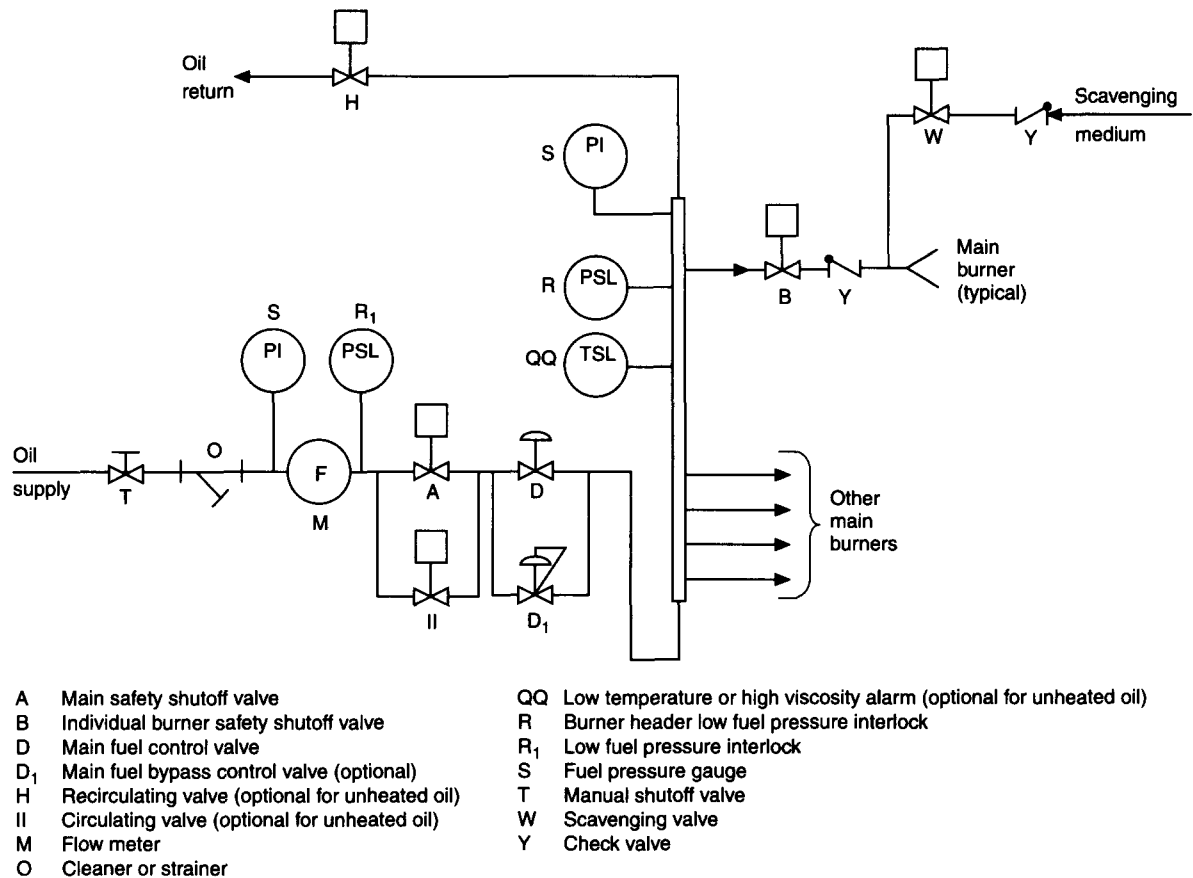 Oil
return
H
S
PI
W
Y
Scavenging
medium
R
PSL
B
Y
Main
burner
(typical)
QQ
TSL
S
PI
R1
PSL
Oil
supply
T
O
F
M
A
D
II
D1
Other
main
burners
A Main safety shutoff valve
B Individual burner safety shutoff valve
D Main fuel control valve
D1 Main fuel bypass control valve (optional)
H Recirculating valve (optional for unheated oil)
II Circulating valve (optional for unheated oil)
M Flow meter
O Cleaner or strainer
QQ Low temperature or high viscosity alarm (optional for unheated oil)
R Burner header low fuel pressure interlock
R1 Low fuel pressure interlock
S Fuel pressure gauge
T Manual shutoff valve
W Scavenging valve
Y Check valve